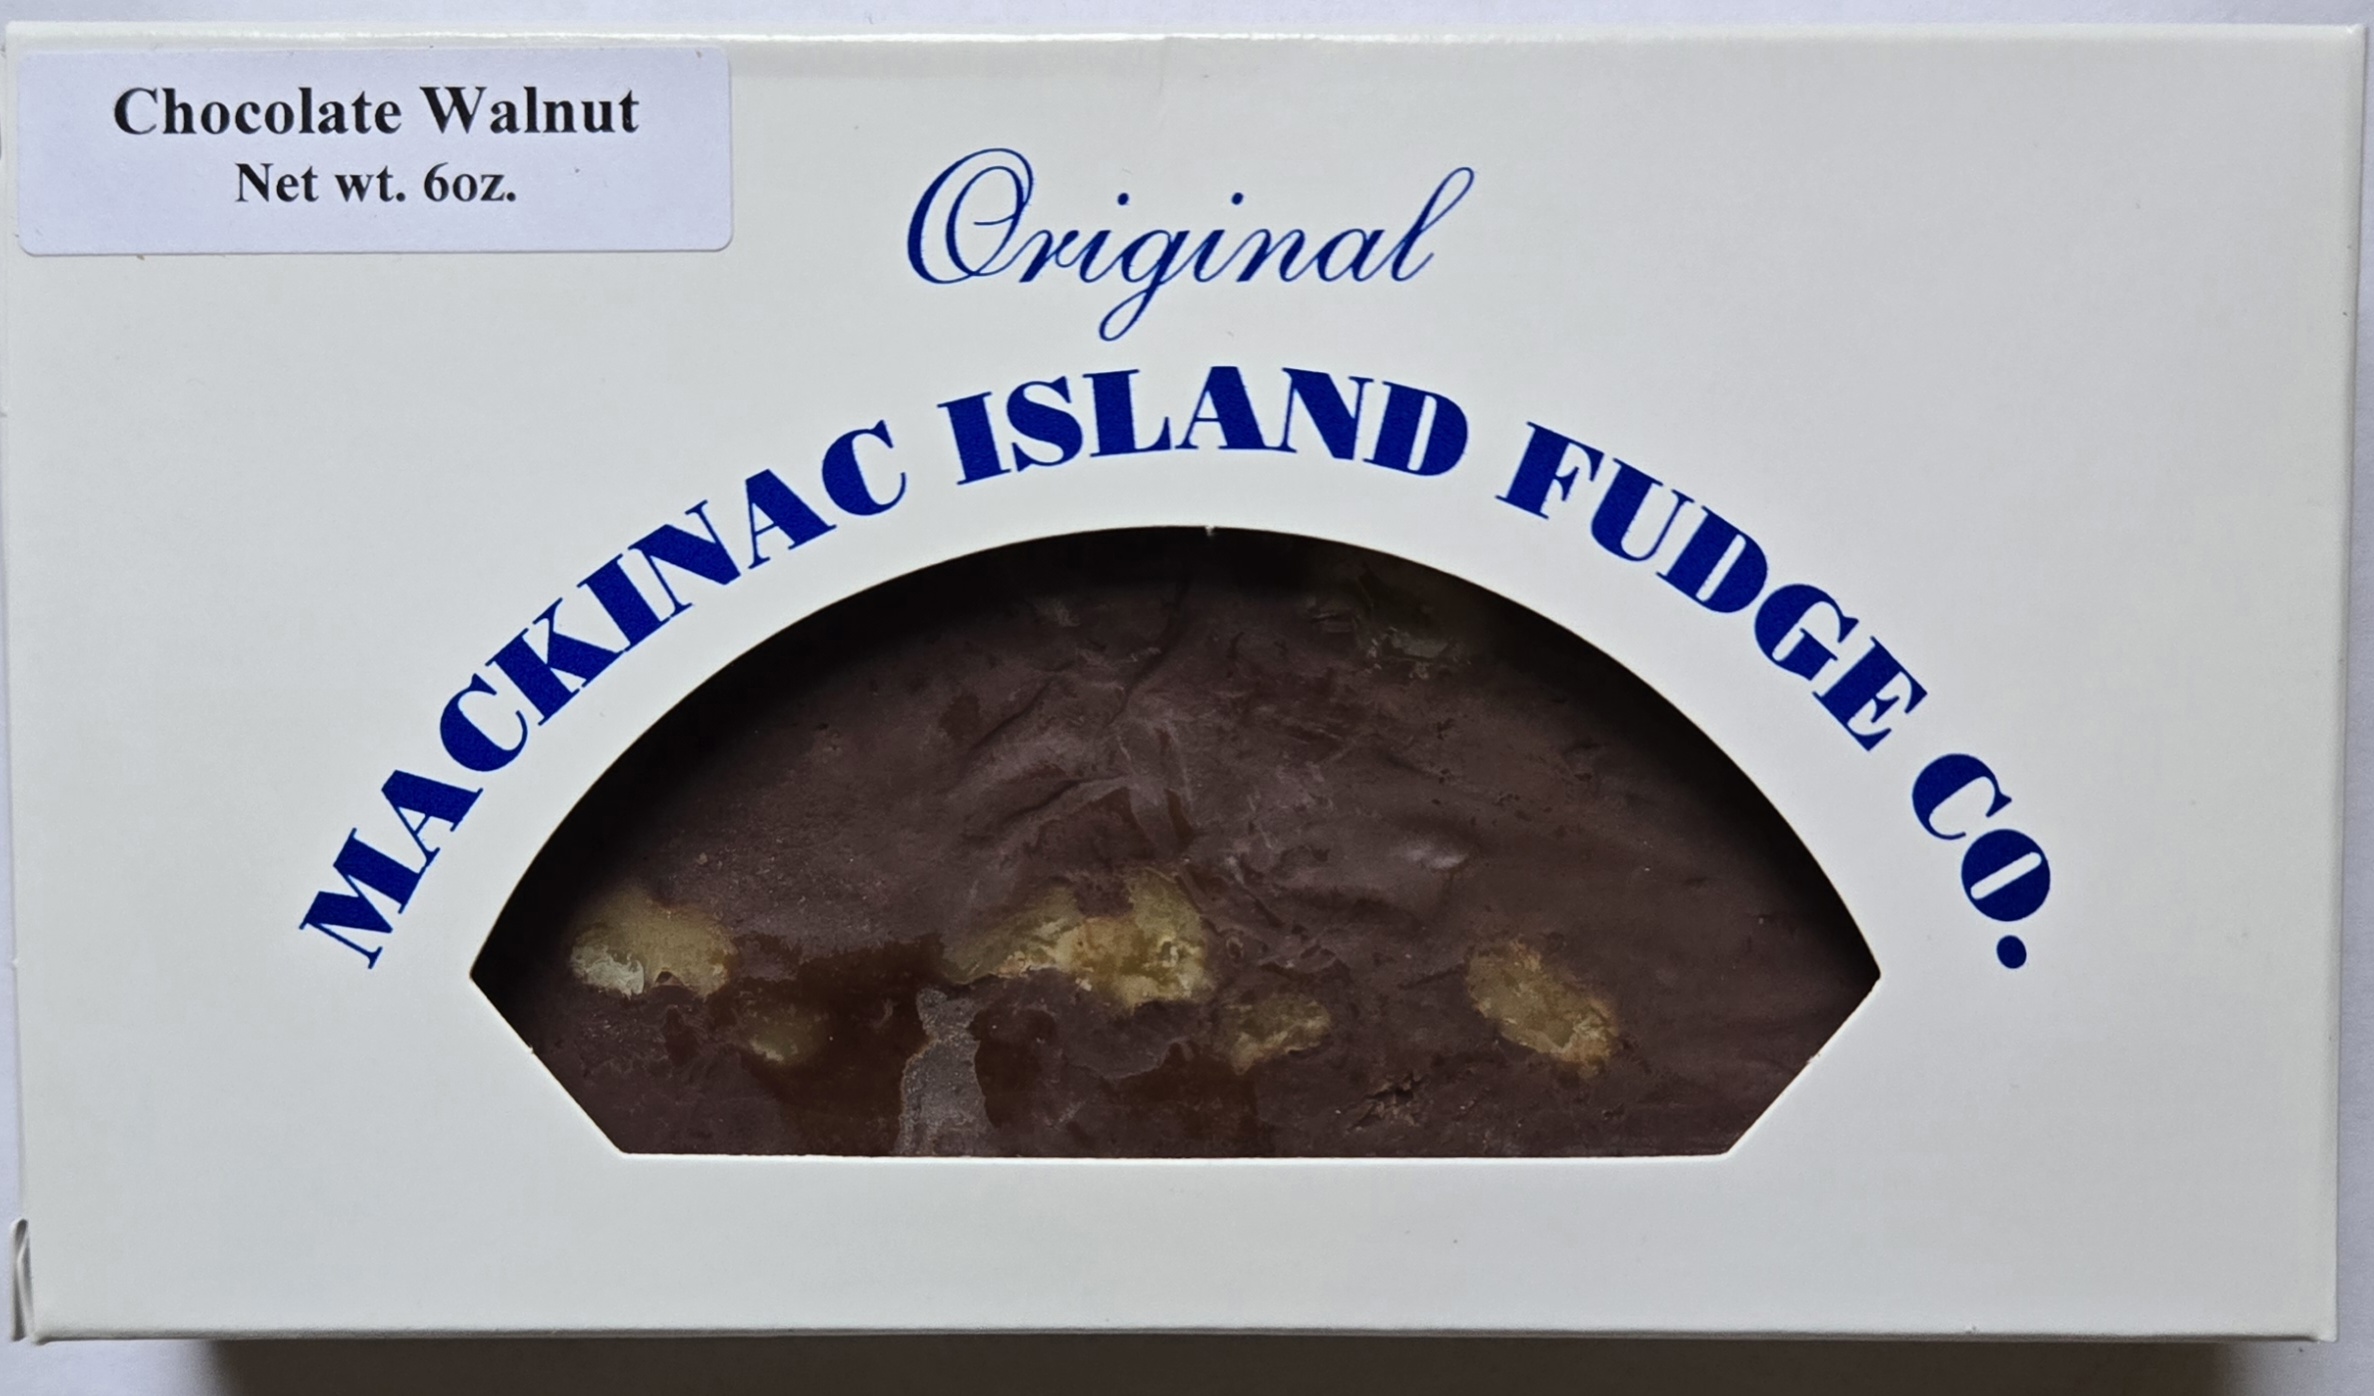 Chocolate Walnut
Net wt. 6oz.
Original
MACKINAC ISLAND FUDGE CO.